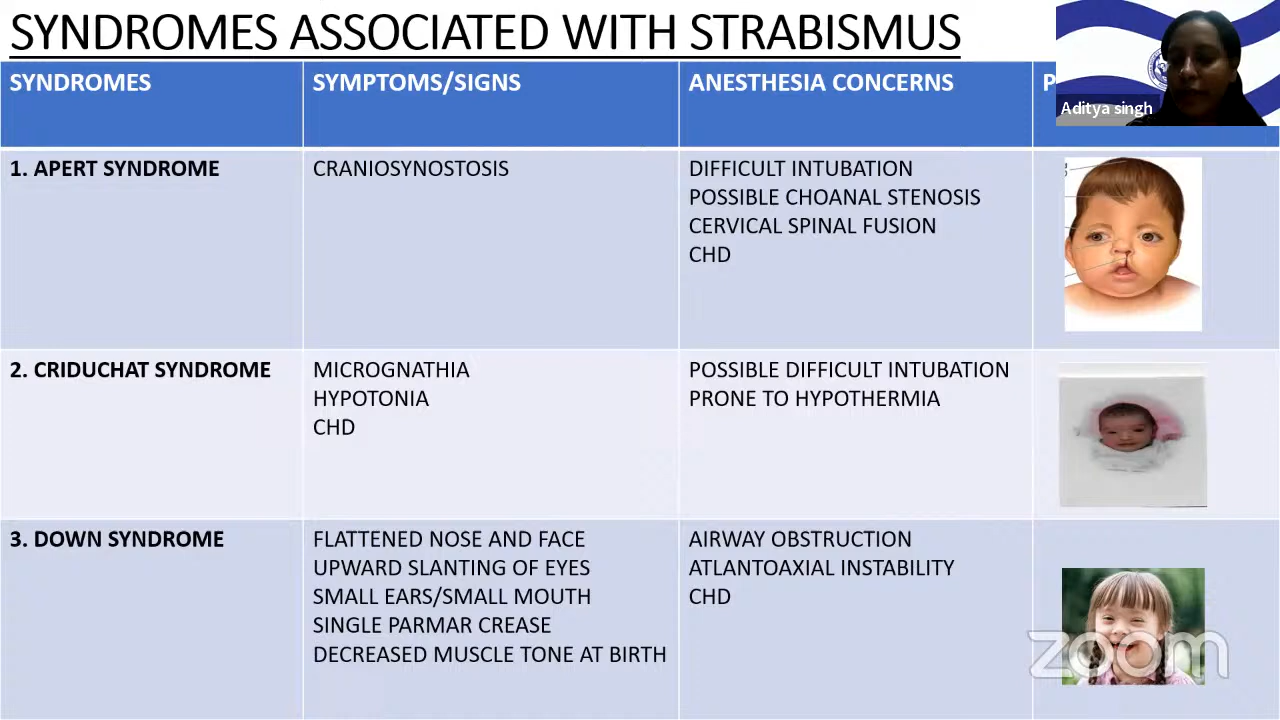 SYNDROMES ASSOCIATED WITH STRABISMUS
Aditya singh
SYNDROMES
SYMPTOMS/SIGNS
ANESTHESIA CONCERNS
P
1. APERT SYNDROME
CRANIOSYNOSTOSIS
DIFFICULT INTUBATION
POSSIBLE CHOANAL STENOSIS
CERVICAL SPINAL FUSION
CHD
2. CRIDUCHAT SYNDROME
MICROGNATHIA
HYPOTONIA
CHD
POSSIBLE DIFFICULT INTUBATION
PRONE TO HYPOTHERMIA
3. DOWN SYNDROME
FLATTENED NOSE AND FACE
UPWARD SLANTING OF EYES
SMALL EARS/SMALL MOUTH
SINGLE PARMAR CREASE
DECREASED MUSCLE TONE AT BIRTH
AIRWAY OBSTRUCTION
ATLANTOAXIAL INSTABILITY
CHD
zoom